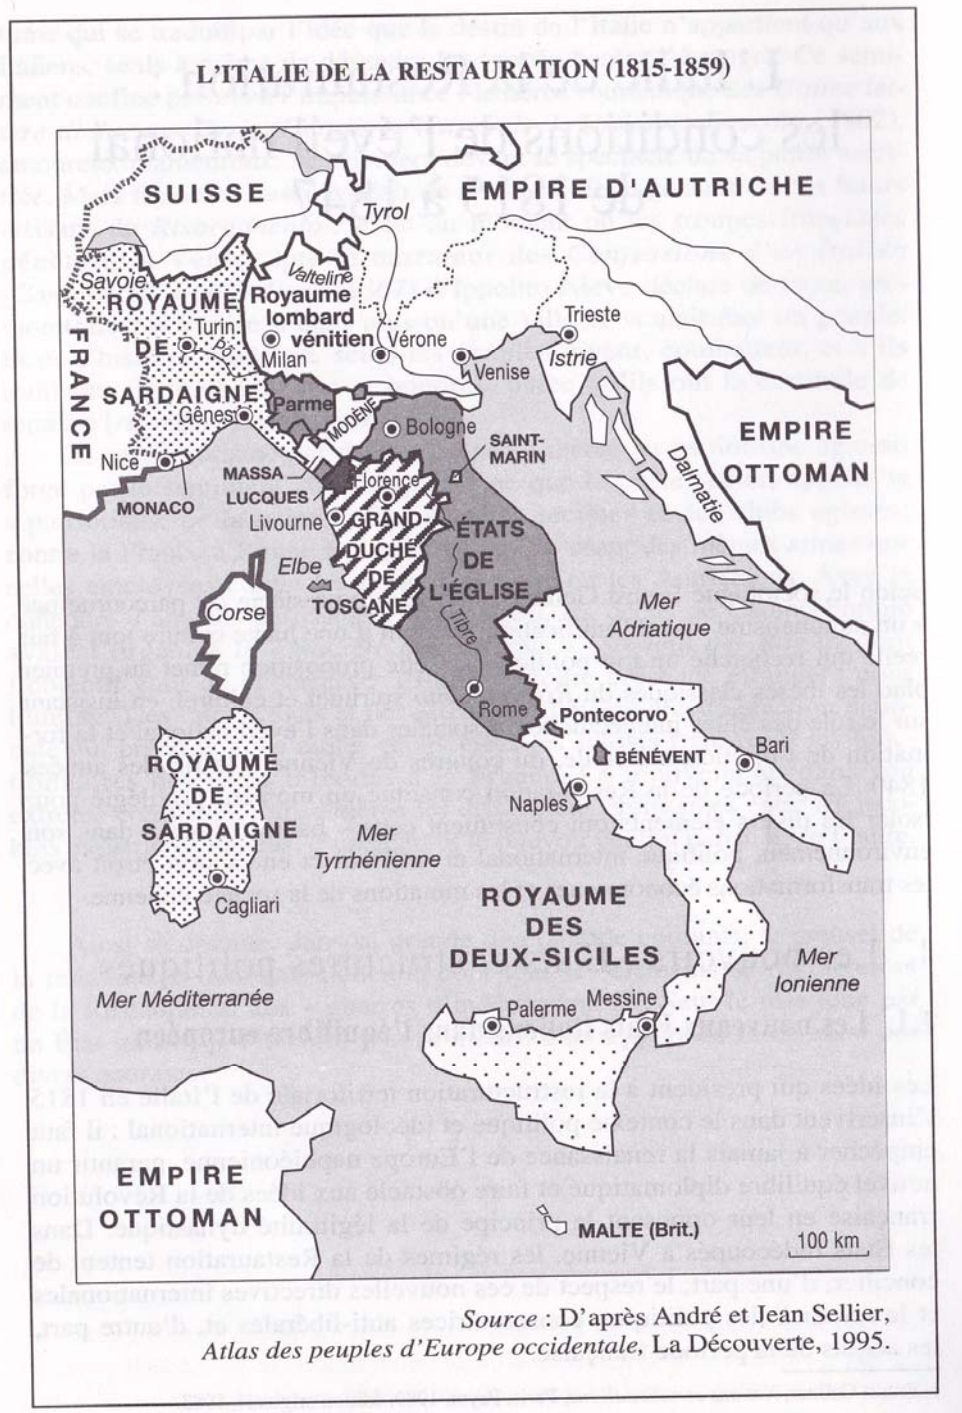 L'ITALIE DE LA RESTAURATION (1815-1859)
SUISSE
EMPIRE D'AUTRICHE
Tyrol
Savoie
Valteline
ROYAUME
DE
SARDAIGNE
Turin
Pô
Royaume
lombard
vénitien
Milan
Vérone
Venise
Trieste
Istrie
FRANCE
Parme
MODÈNE
Bologne
Gênes
Nice
MONACO
MASSA
LUCQUES
Livourne
Florence
GRAND-
DUCHÉ
DE
TOSCANE
SAINT-
MARIN
EMPIRE
OTTOMAN
Dalmatie
ÉTATS
DE
L'ÉGLISE
Elbe
Corse
Tibre
Rome
Mer
Adriatique
Pontecorvo
BÉNÉVENT
Bari
Naples
ROYAUME
DE
SARDAIGNE
Cagliari
Mer
Tyrrhénienne
ROYAUME
DES
DEUX-SICILES
Mer
Ionienne
Mer Méditerranée
Palerme
Messine
EMPIRE
OTTOMAN
MALTE (Brit.)
100 km
Source : D'après André et Jean Sellier,
Atlas des peuples d'Europe occidentale, La Découverte, 1995.